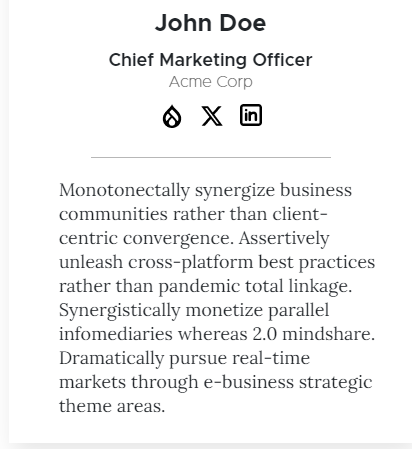 John Doe
Chief Marketing Officer
Acme Corp
Monotonectally synergize business
communities rather than client-
centric convergence. Assertively
unleash cross-platform best practices
rather than pandemic total linkage.
Synergistically monetize parallel
infomediaries whereas 2.0 mindshare.
Dramatically pursue real-time
markets through e-business strategic
theme areas.